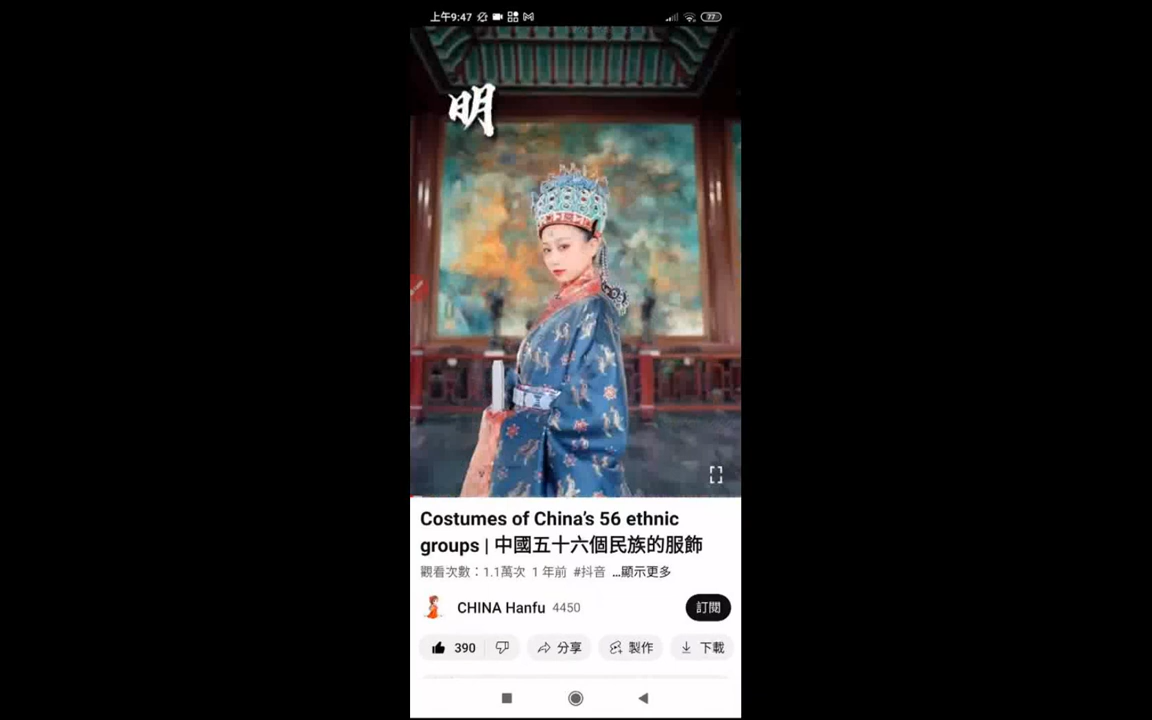 上午9:47
77
明
Costumes of China's 56 ethnic
groups | 中國五十六個民族的服飾
觀看次數：1.1萬次 1 年前 #抖音 ...顯示更多
CHINA Hanfu 4450
訂閱
390 分享 製作 下載